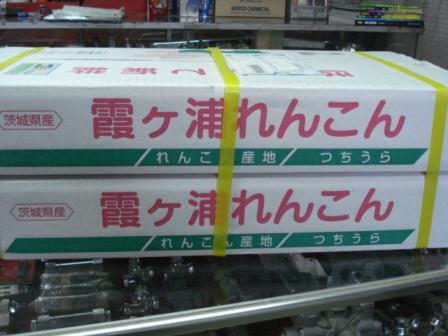 茨城県産
霞ヶ浦れんこん
れんこん産地 つちうら
茨城県産
霞ヶ浦れんこん
れんこん産地 つちうら